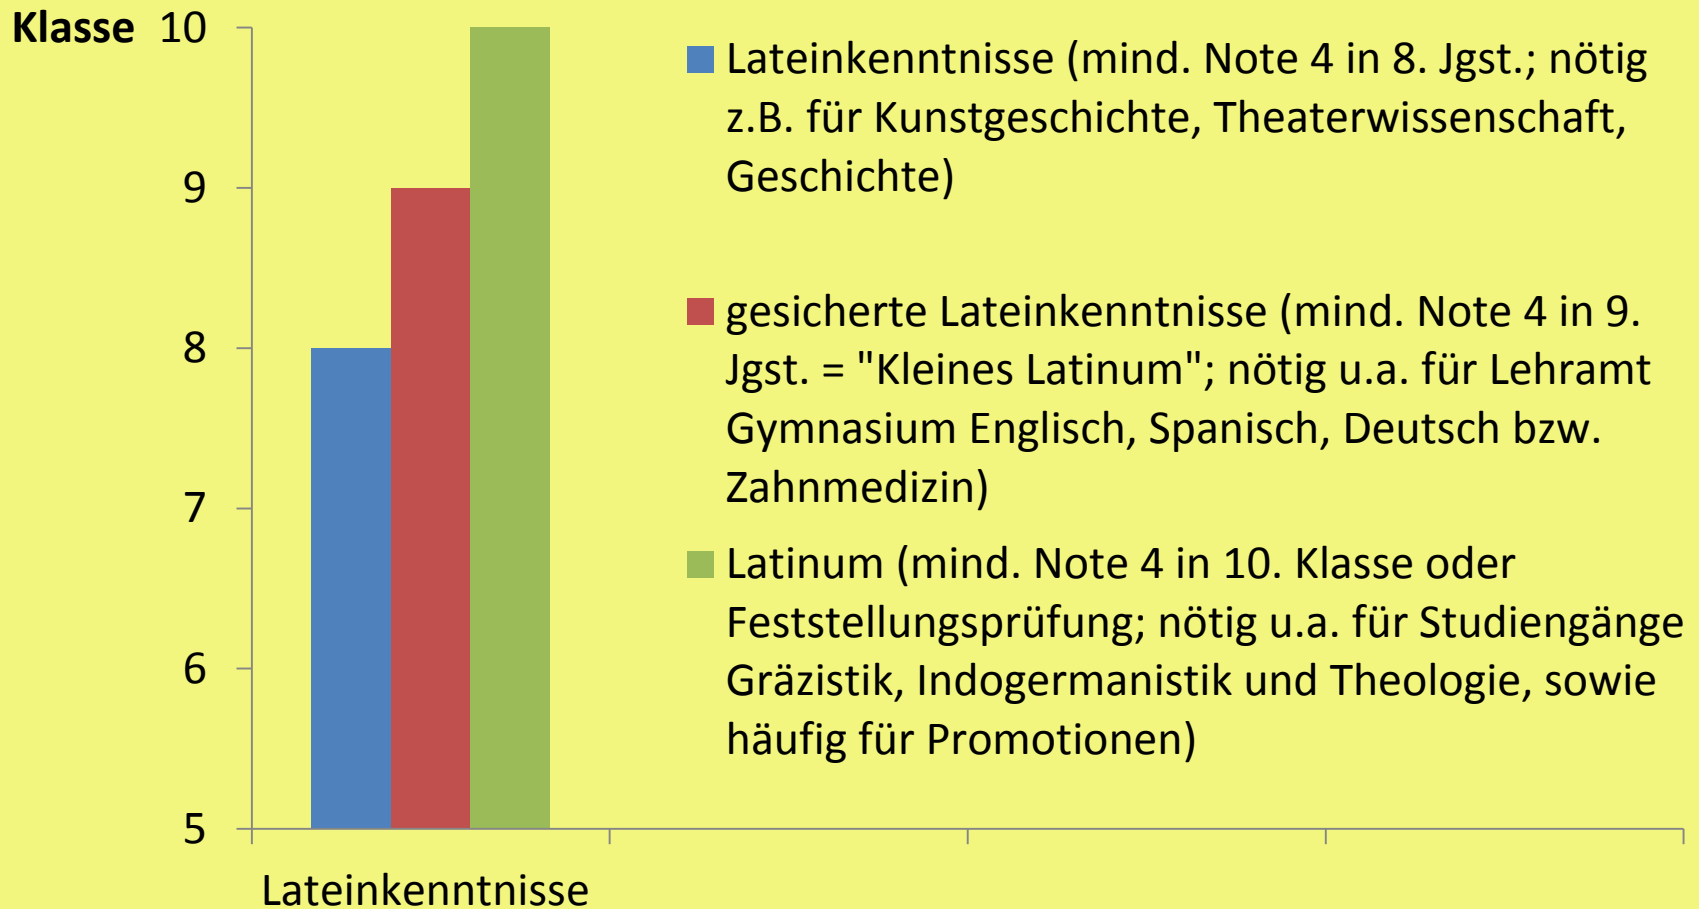 Klasse
10
9
8
7
6
5
Lateinkenntnisse
Lateinkenntnisse (mind. Note 4 in 8. Jgst.; nötig
z.B. für Kunstgeschichte, Theaterwissenschaft,
Geschichte)
gesicherte Lateinkenntnisse (mind. Note 4 in 9.
Jgst. = "Kleines Latinum"; nötig u.a. für Lehramt
Gymnasium Englisch, Spanisch, Deutsch bzw.
Zahnmedizin)
Latinum (mind. Note 4 in 10. Klasse oder
Feststellungsprüfung; nötig u.a. für Studiengänge
Gräzistik, Indogermanistik und Theologie, sowie
häufig für Promotionen)